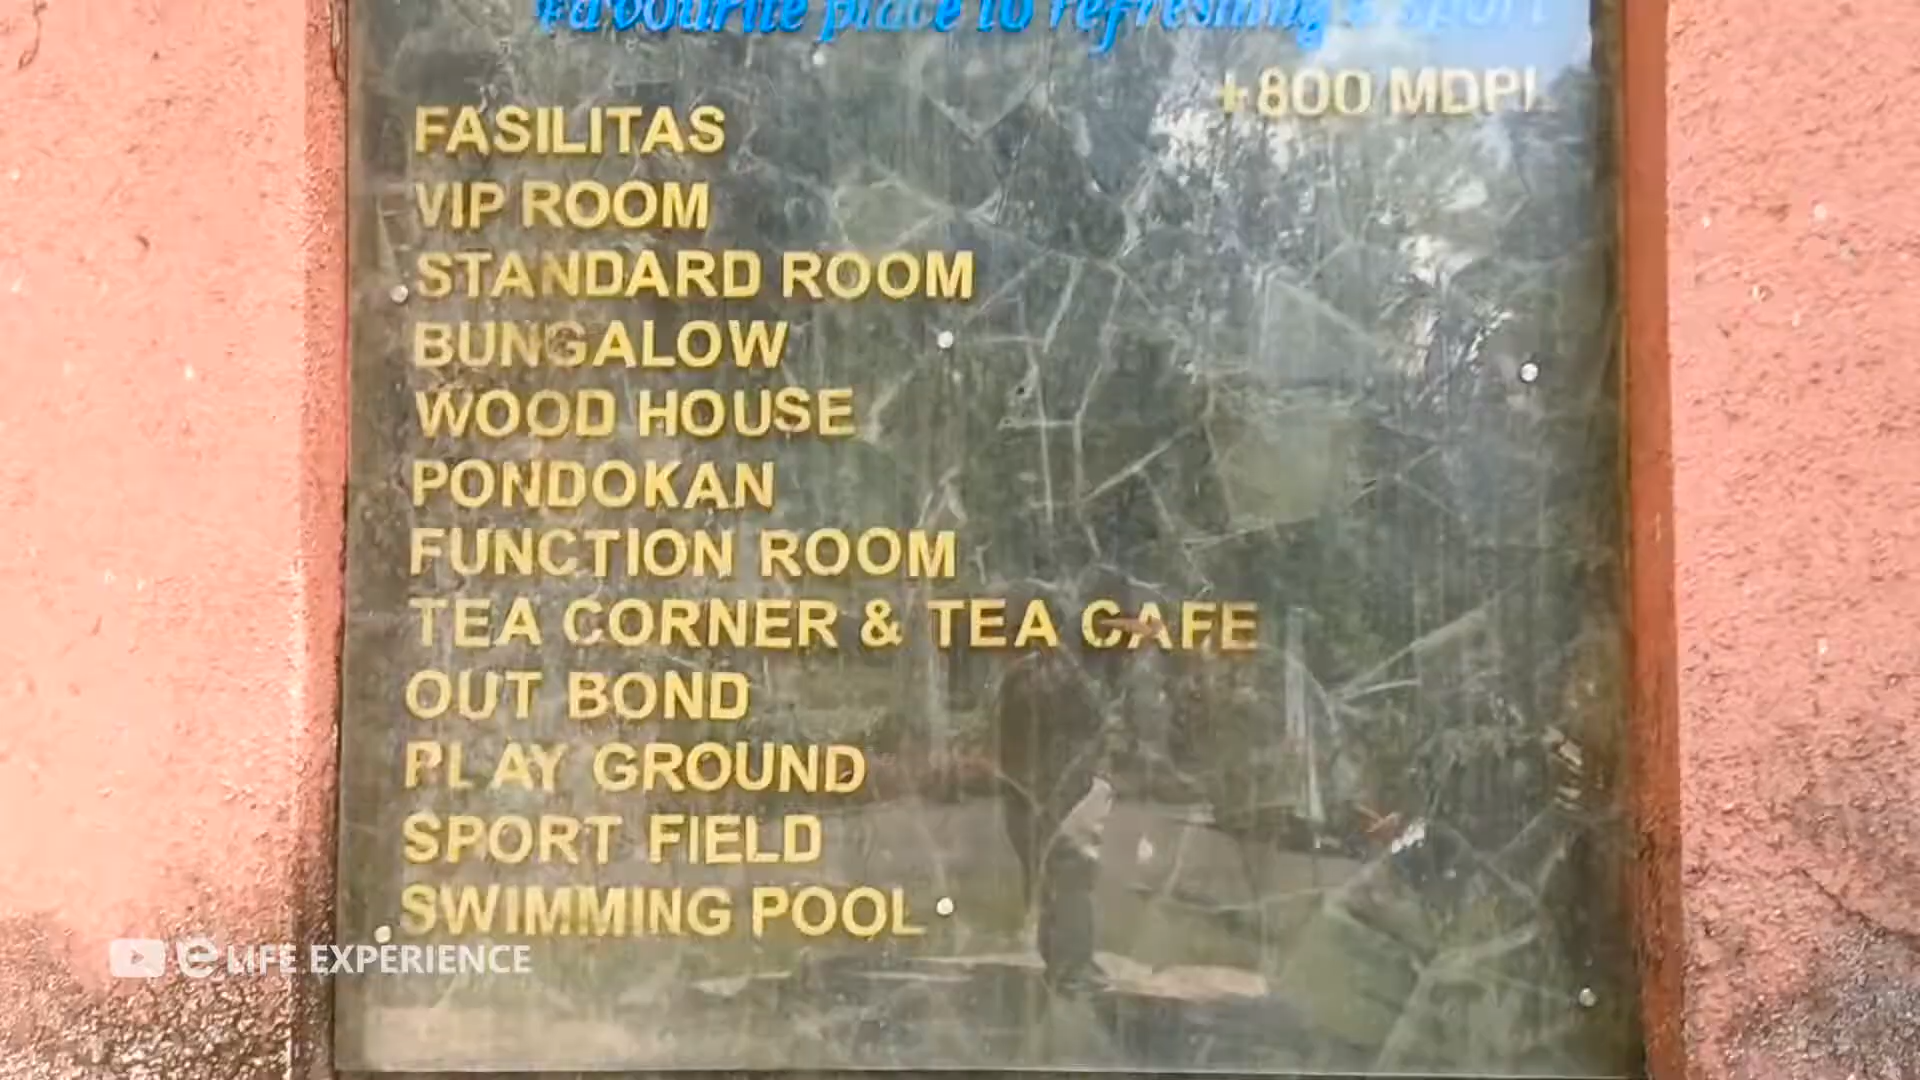 Favourite place to refreshing & sport
+800 MDPL
FASILITAS
VIP ROOM
STANDARD ROOM
BUNGALOW
WOOD HOUSE
PONDOKAN
FUNCTION ROOM
TEA CORNER & TEA CAFE
OUT BOND
PLAY GROUND
SPORT FIELD
SWIMMING POOL
e LIFE EXPERIENCE